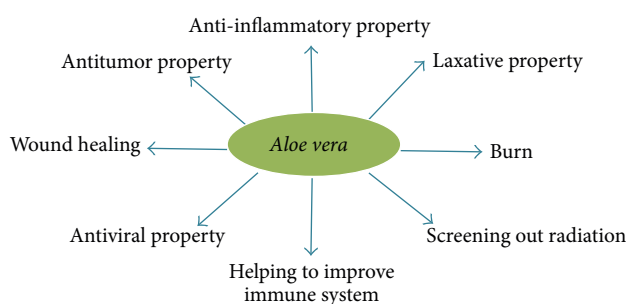 Anti-inflammatory property
Antitumor property
Laxative property
Wound healing
Aloe vera
Burn
Antiviral property
Screening out radiation
Helping to improve
immune system